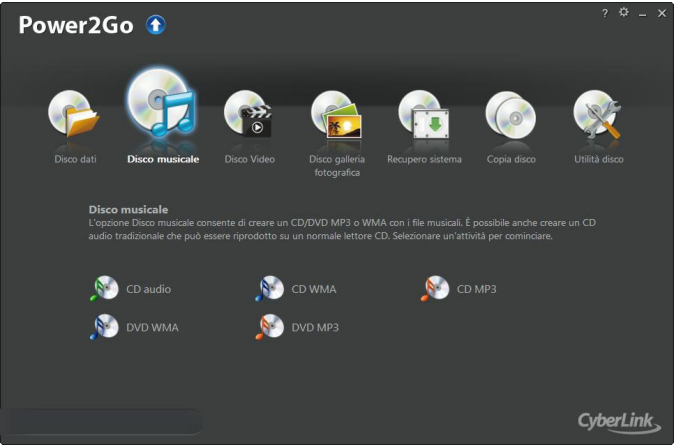 Power2Go
?
Disco dati
Disco musicale
Disco Video
Disco galleria
fotografica
Recupero sistema
Copia disco
Utilità disco
Disco musicale
L'opzione Disco musicale consente di creare un CD/DVD MP3 o WMA con i file musicali. È possibile anche creare un CD
audio tradizionale che può essere riprodotto su un normale lettore CD. Selezionare un'attività per cominciare.
CD audio
CD WMA
CD MP3
DVD WMA
DVD MP3
CyberLink